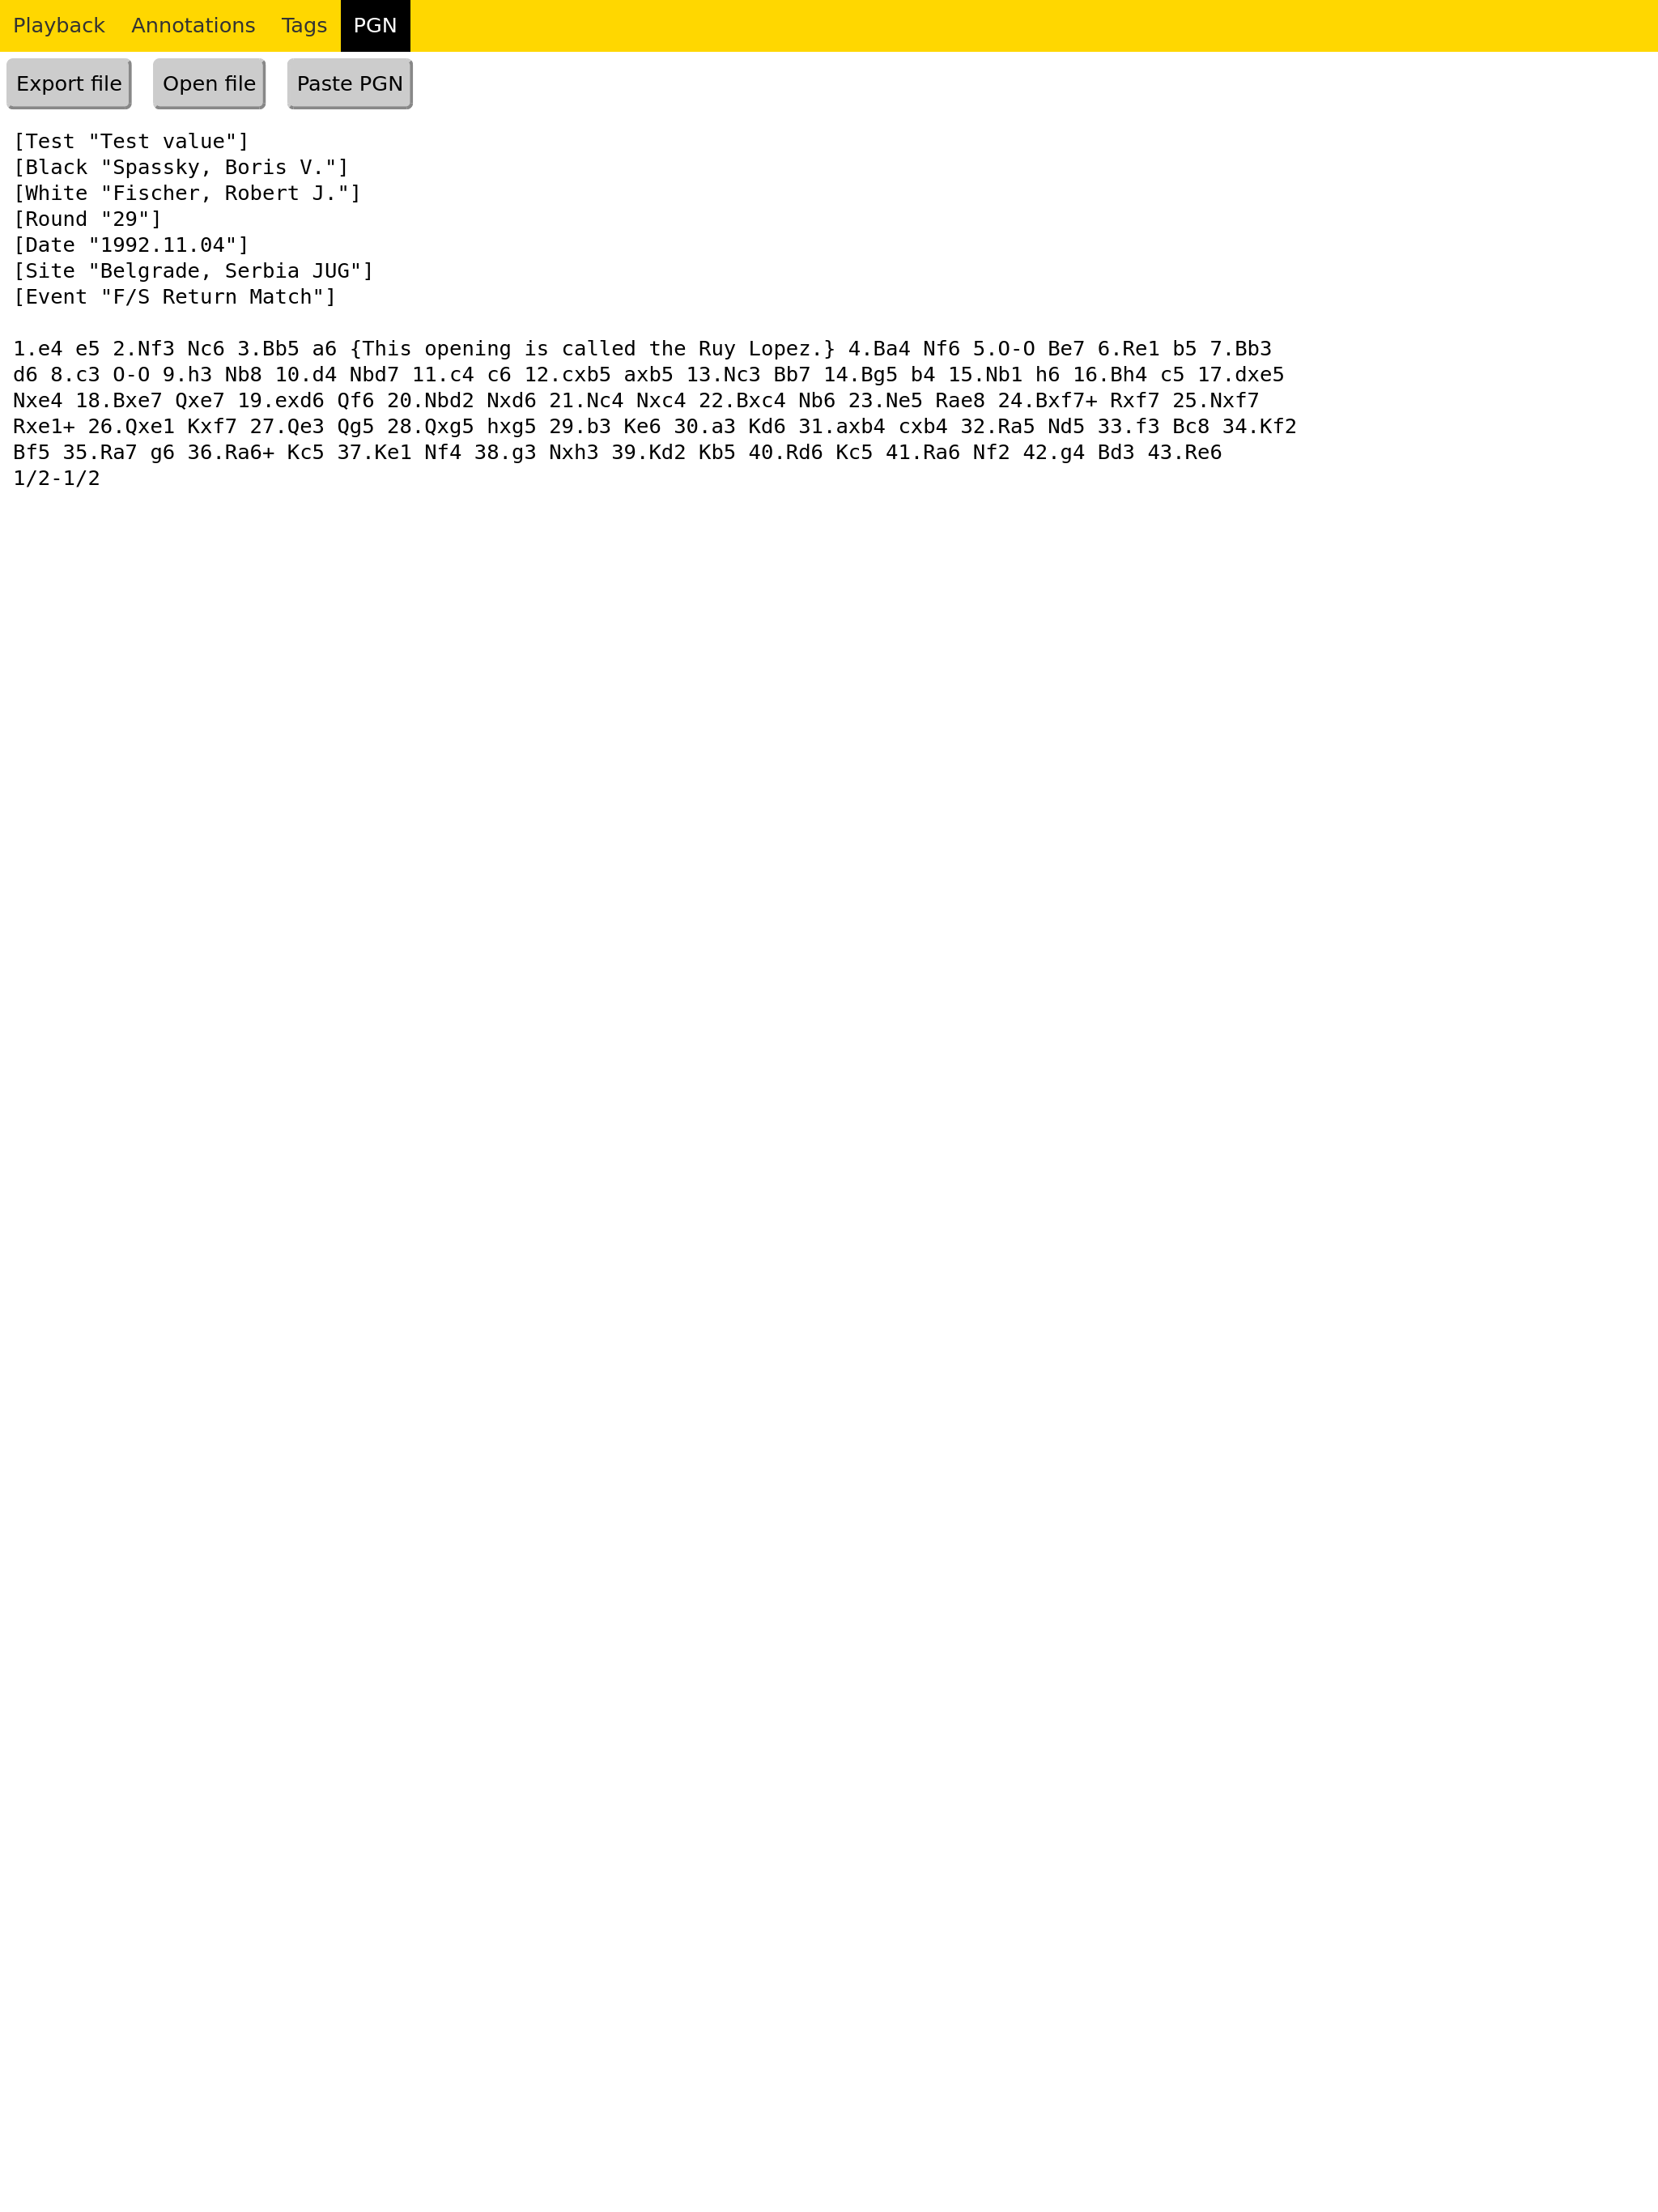 Playback Annotations Tags PGN
Export file Open file Paste PGN
[Test "Test value"]
[Black "Spassky, Boris V."]
[White "Fischer, Robert J."]
[Round "29"]
[Date "1992.11.04"]
[Site "Belgrade, Serbia JUG"]
[Event "F/S Return Match"]
1.e4 e5 2.Nf3 Nc6 3.Bb5 a6 {This opening is called the Ruy Lopez.} 4.Ba4 Nf6 5.O-O Be7 6.Re1 b5 7.Bb3
d6 8.c3 O-O 9.h3 Nb8 10.d4 Nbd7 11.c4 c6 12.cxb5 axb5 13.Nc3 Bb7 14.Bg5 b4 15.Nb1 h6 16.Bh4 c5 17.dxe5
Nxe4 18.Bxe7 Qxe7 19.exd6 Qf6 20.Nbd2 Nxd6 21.Nc4 Nxc4 22.Bxc4 Nb6 23.Ne5 Rae8 24.Bxf7+ Rxf7 25.Nxf7
Rxe1+ 26.Qxe1 Kxf7 27.Qe3 Qg5 28.Qxg5 hxg5 29.b3 Ke6 30.a3 Kd6 31.axb4 cxb4 32.Ra5 Nd5 33.f3 Bc8 34.Kf2
Bf5 35.Ra7 g6 36.Ra6+ Kc5 37.Ke1 Nf4 38.g3 Nxh3 39.Kd2 Kb5 40.Rd6 Kc5 41.Ra6 Nf2 42.g4 Bd3 43.Re6
1/2-1/2